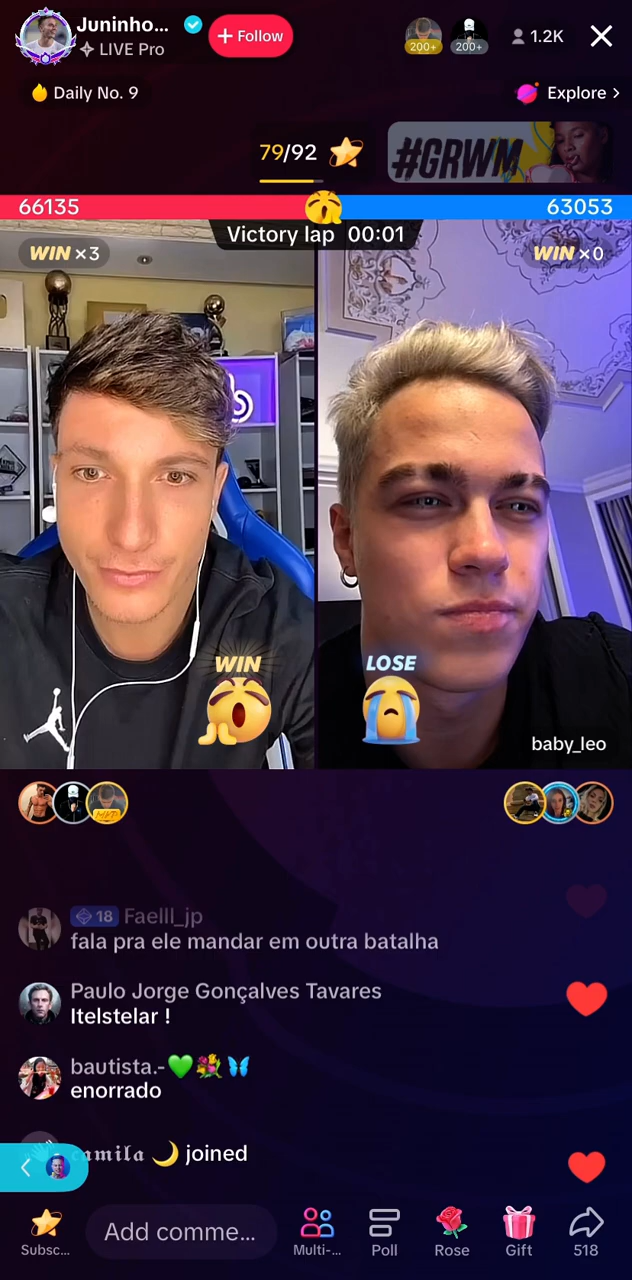 Juninho...
LIVE Pro
+ Follow
200+
200+
1.2K
Daily No. 9
Explore >
79/92
#GRWM
66135
63053
Victory lap 00:01
WIN ×3
WIN ×0
WIN
LOSE
baby_leo
18 Faelll_jp
fala pra ele mandar em outra batalha
Paulo Jorge Gonçalves Tavares
Itelstelar !
bautista.-💚💐🦋
enorrado
𝖈𝖆𝖒𝖎𝖑𝖆 🌙 joined
Subsc...
Add comme...
Multi-...
Poll
Rose
Gift
518